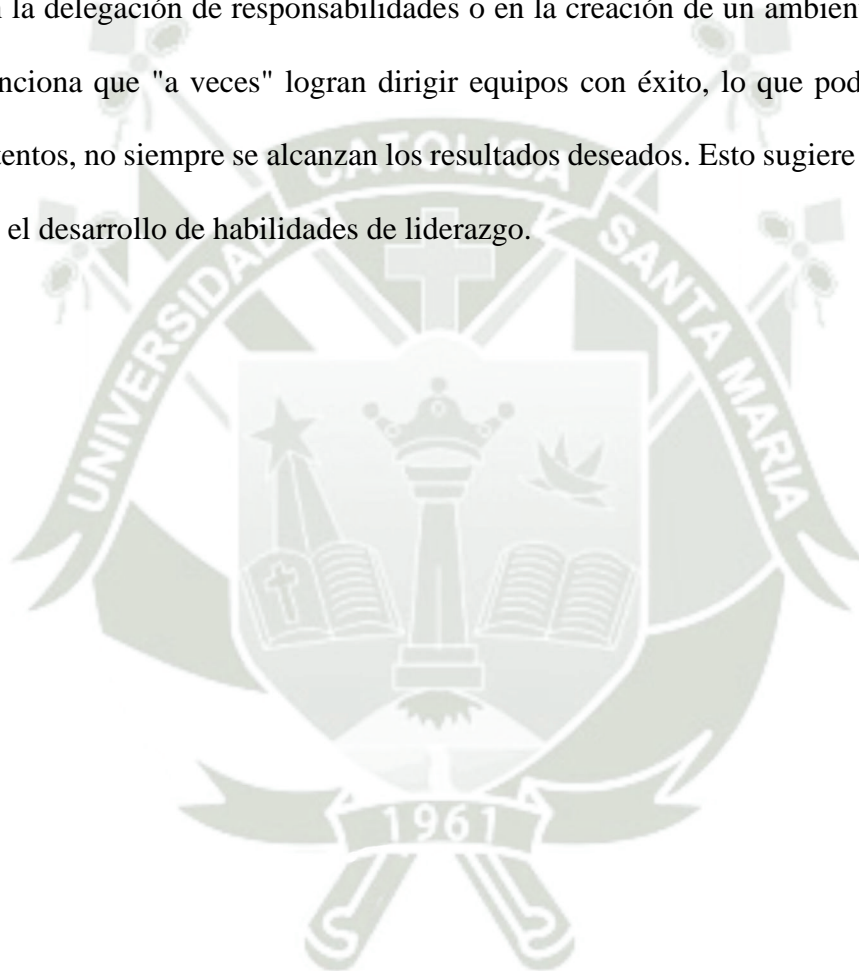 la delegación de responsabilidades o en la creación de un ambien
nciona que "a veces" logran dirigir equipos con éxito, lo que pod
tentos, no siempre se alcanzan los resultados deseados. Esto sugiere
el desarrollo de habilidades de liderazgo.
UNIVERSIDAD CATOLICA SANTA MARIA
1961